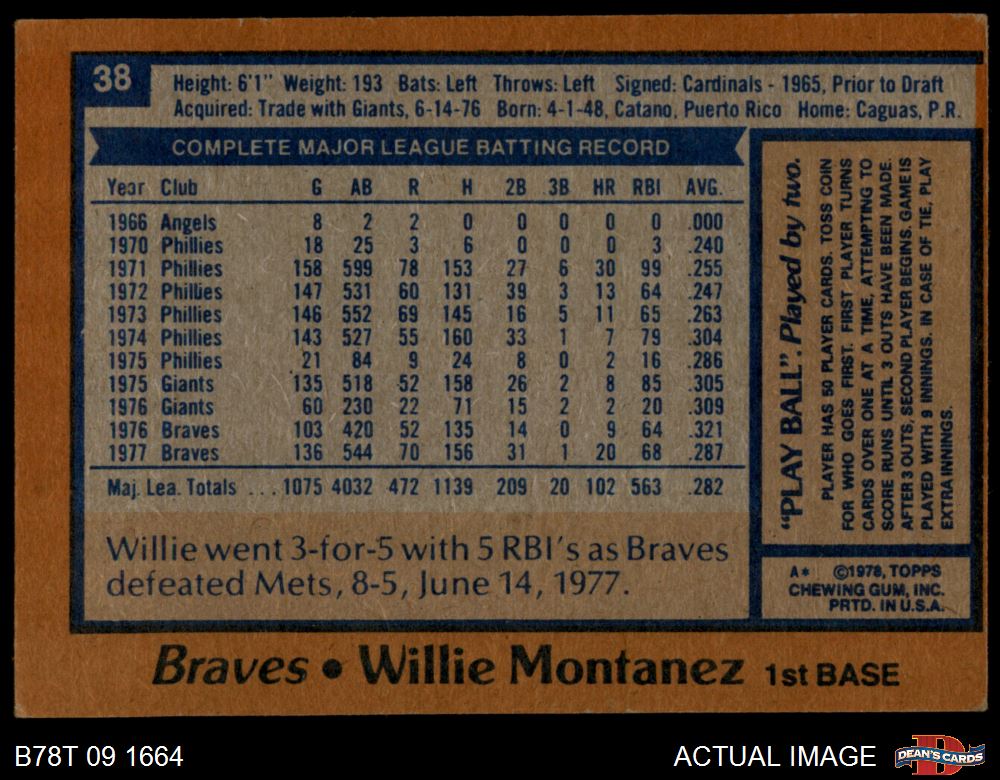 38
Height: 6'1" Weight: 193 Bats: Left Throws: Left Signed: Cardinals - 1965, Prior to Draft
Acquired: Trade with Giants, 6-14-76 Born: 4-1-48, Catano, Puerto Rico Home: Caguas, P.R.
COMPLETE MAJOR LEAGUE BATTING RECORD
Year Club G AB R H 2B 3B HR RBI AVG.
1966 Angels 8 2 2 0 0 0 0 0 .000
1970 Phillies 18 25 3 6 0 0 0 3 .240
1971 Phillies 158 599 78 153 27 6 30 99 .255
1972 Phillies 147 531 60 131 39 3 13 64 .247
1973 Phillies 146 552 69 145 16 5 11 65 .263
1974 Phillies 143 527 55 160 33 1 7 79 .304
1975 Phillies 21 84 9 24 8 0 2 16 .286
1975 Giants 135 518 52 158 26 2 8 85 .305
1976 Giants 60 230 22 71 15 2 2 20 .309
1976 Braves 103 420 52 135 14 0 9 64 .321
1977 Braves 136 544 70 156 31 1 20 68 .287
Maj. Lea. Totals ... 1075 4032 472 1139 209 20 102 563 .282
Willie went 3-for-5 with 5 RBI's as Braves
defeated Mets, 8-5, June 14, 1977.
"PLAY BALL". Played by two.
PLAYER HAS 50 PLAYER CARDS. TOSS COIN
FOR WHO GOES FIRST. FIRST PLAYER TURNS
CARDS OVER ONE AT A TIME, ATTEMPTING TO
SCORE RUNS UNTIL 3 OUTS HAVE BEEN MADE.
AFTER 3 OUTS, SECOND PLAYER BEGINS. GAME IS
PLAYED WITH 9 INNINGS. IN CASE OF TIE, PLAY
EXTRA INNINGS.
A* ©1978, TOPPS
CHEWING GUM, INC.
PRTD. IN U.S.A.
Braves • Willie Montanez 1st BASE
B78T 09 1664
ACTUAL IMAGE
DEAN'S CARDS